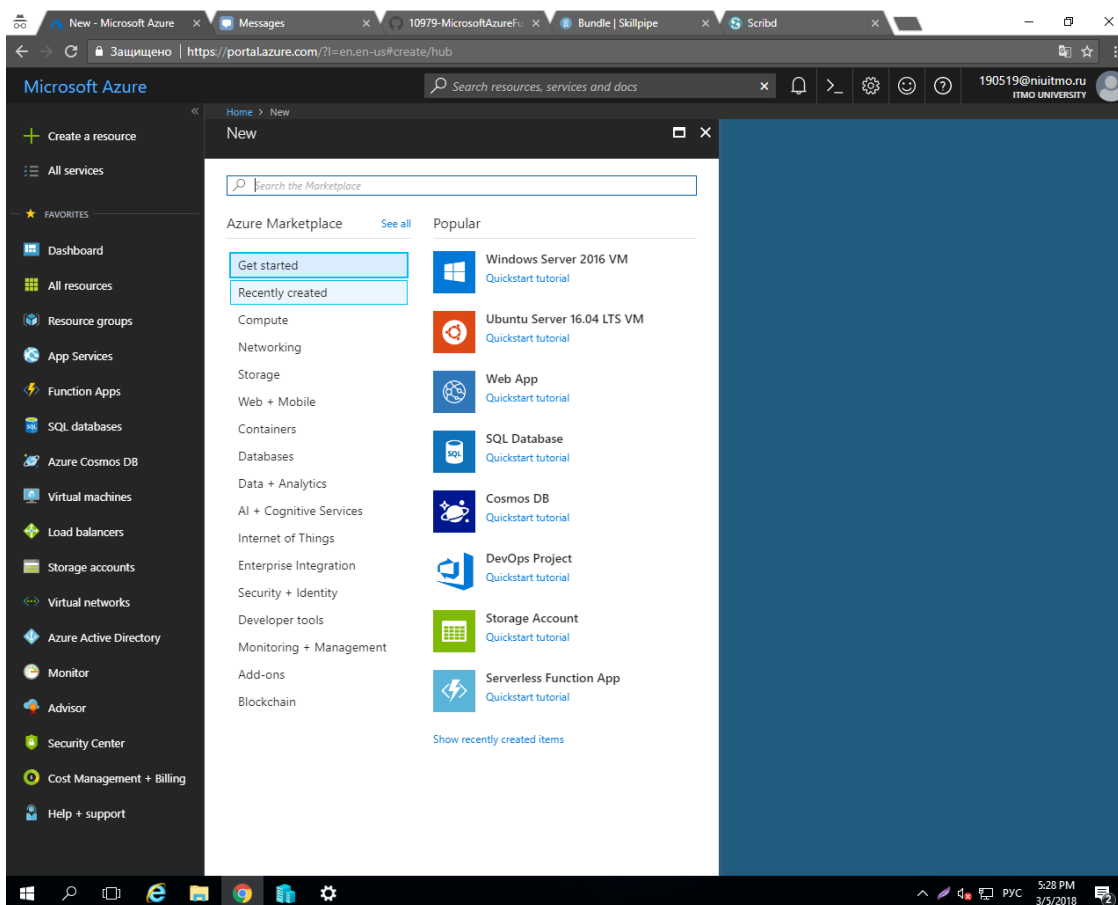 New - Microsoft Azure
Messages
10979-MicrosoftAzureFu
Bundle | Skillpipe
Scribd
Защищено | https://portal.azure.com/?l=en.en-us#create/hub
Microsoft Azure
Search resources, services and docs
190519@niuitmo.ru
ITMO UNIVERSITY
Home > New
New
Create a resource
All services
FAVORITES
Dashboard
All resources
Resource groups
App Services
Function Apps
SQL databases
Azure Cosmos DB
Virtual machines
Load balancers
Storage accounts
Virtual networks
Azure Active Directory
Monitor
Advisor
Security Center
Cost Management + Billing
Help + support
Search the Marketplace
Azure Marketplace
See all
Get started
Recently created
Compute
Networking
Storage
Web + Mobile
Containers
Databases
Data + Analytics
AI + Cognitive Services
Internet of Things
Enterprise Integration
Security + Identity
Developer tools
Monitoring + Management
Add-ons
Blockchain
Popular
Windows Server 2016 VM
Quickstart tutorial
Ubuntu Server 16.04 LTS VM
Quickstart tutorial
Web App
Quickstart tutorial
SQL
SQL Database
Quickstart tutorial
Cosmos DB
Quickstart tutorial
DevOps Project
Quickstart tutorial
Storage Account
Quickstart tutorial
Serverless Function App
Quickstart tutorial
Show recently created items
РУС
5:28 PM
3/5/2018
2